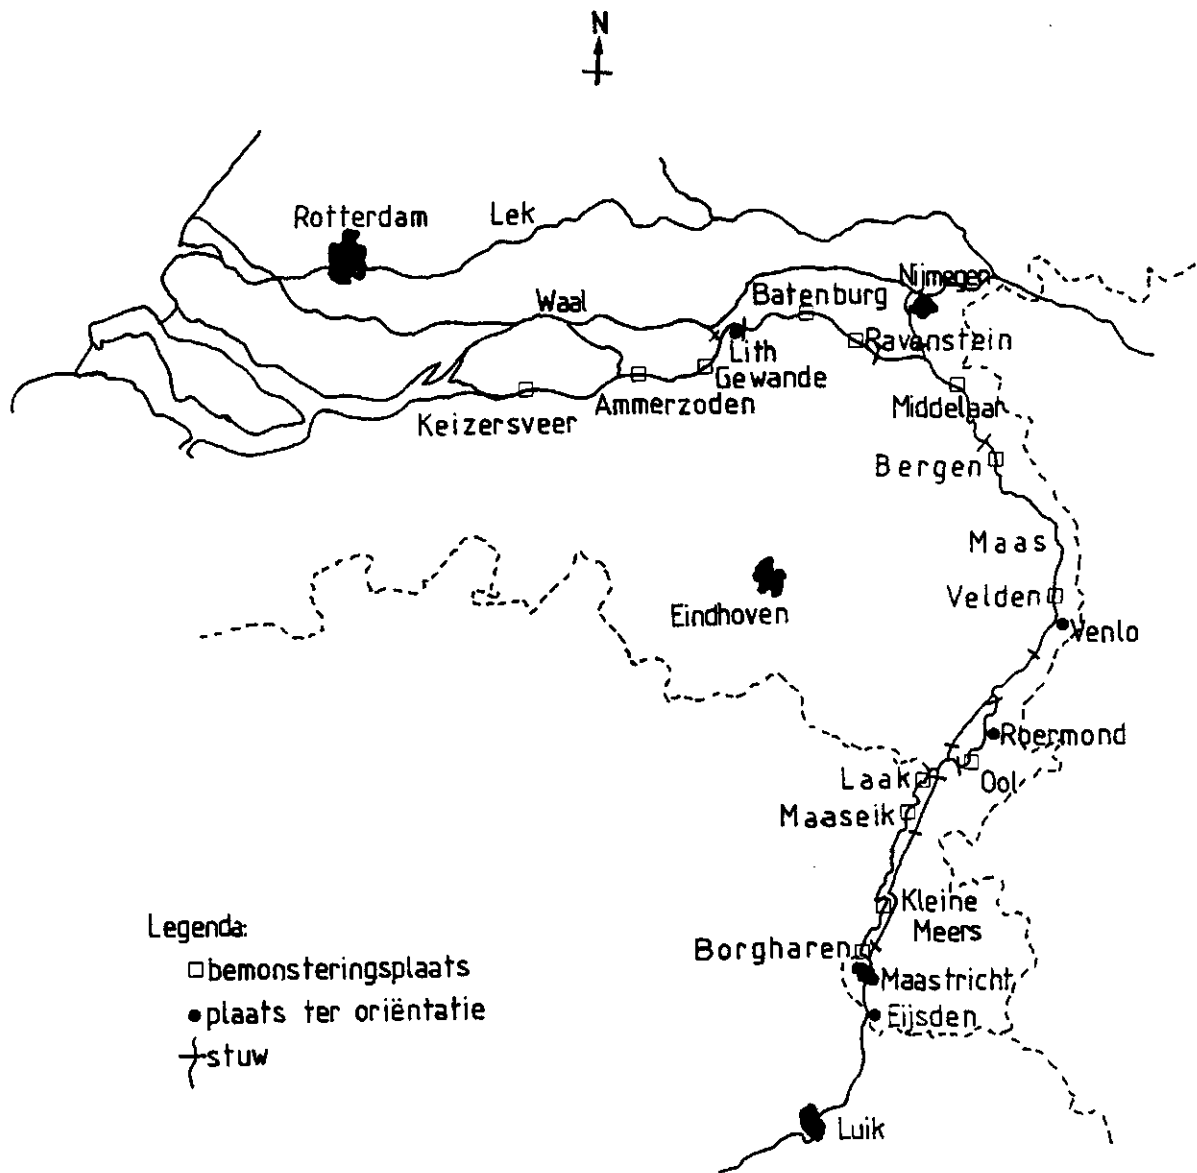 N
Rotterdam
Lek
Nijmegen
Waal
Batenburg
Ravenstein
Lith
Gewande
Ammerzoden
Middelaar
Keizersveer
Bergen
Maas
Velden
Eindhoven
Venlo
Roermond
Laak
Ool
Maaseik
Kleine
Meers
Legenda:
Borgharen
bemonsteringsplaats
Maastricht
plaats ter oriëntatie
Eijsden
stuw
Luik